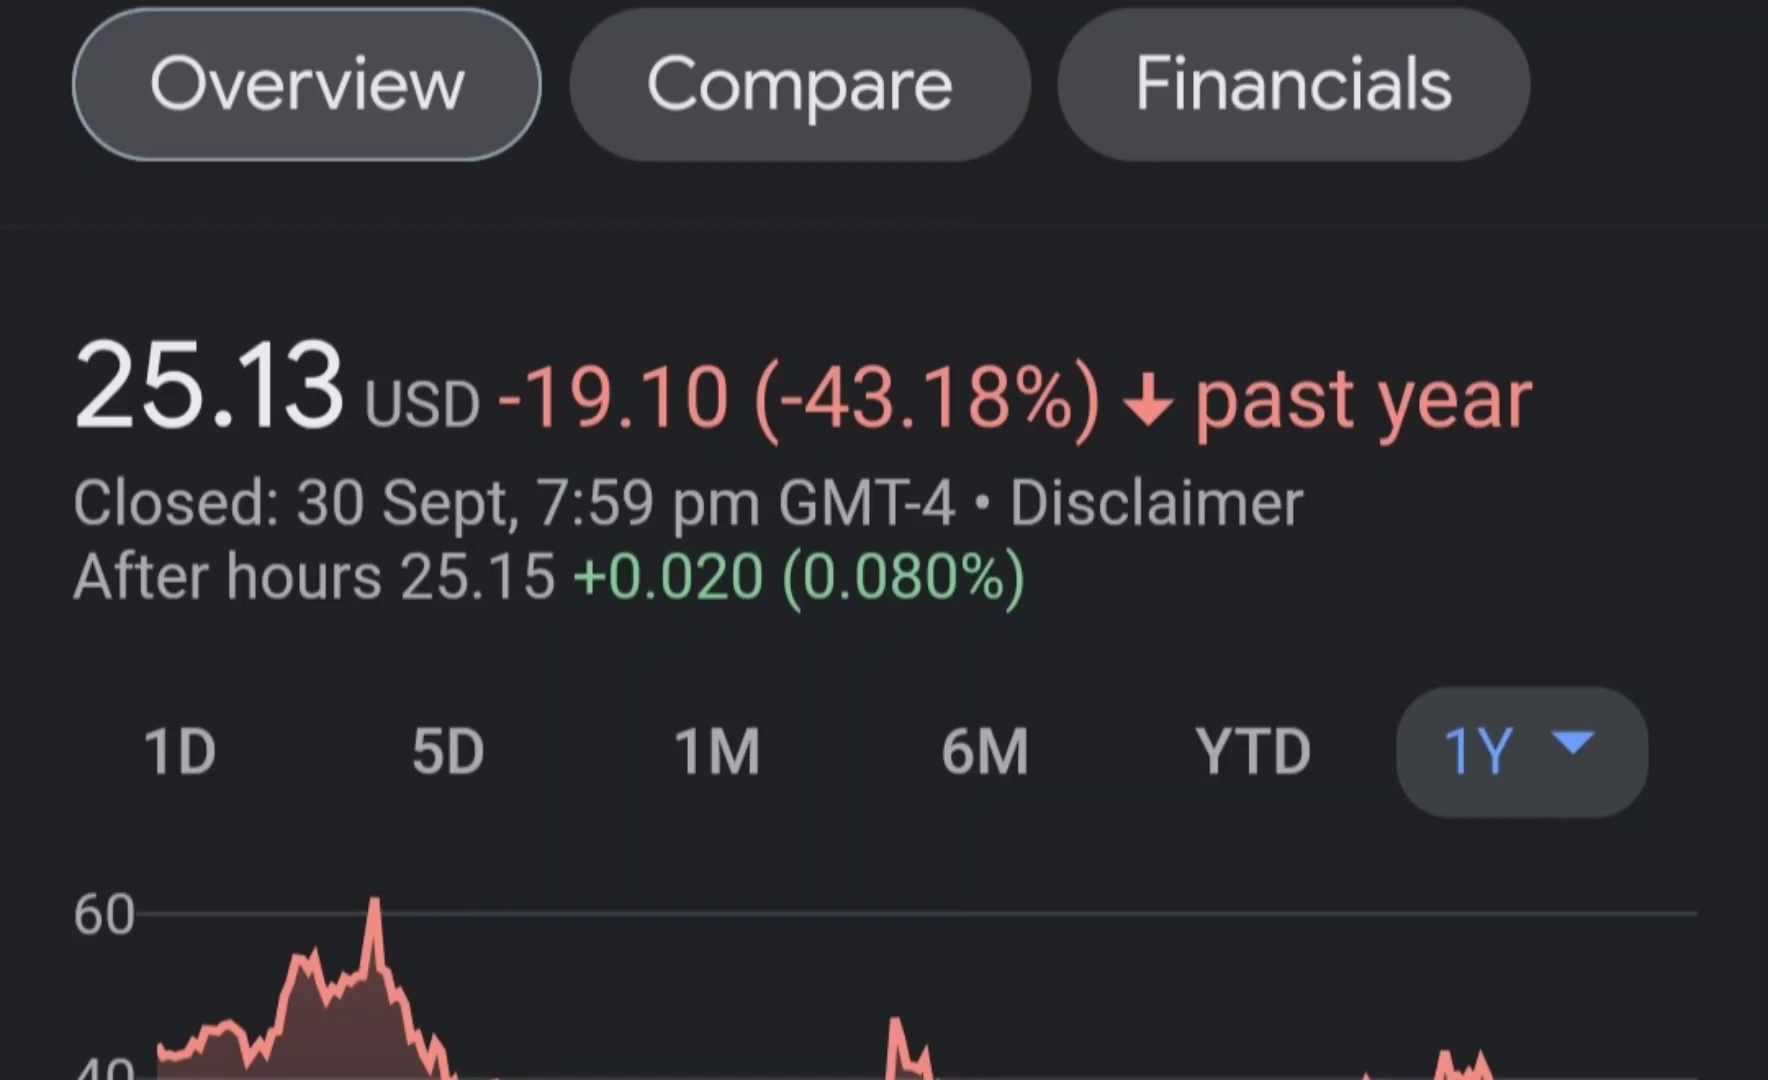 Overview Compare Financials
25.13 USD -19.10 (-43.18%) ↓ past year
Closed: 30 Sept, 7:59 pm GMT-4 • Disclaimer
After hours 25.15 +0.020 (0.080%)
1D 5D 1M 6M YTD 1Y
60
40